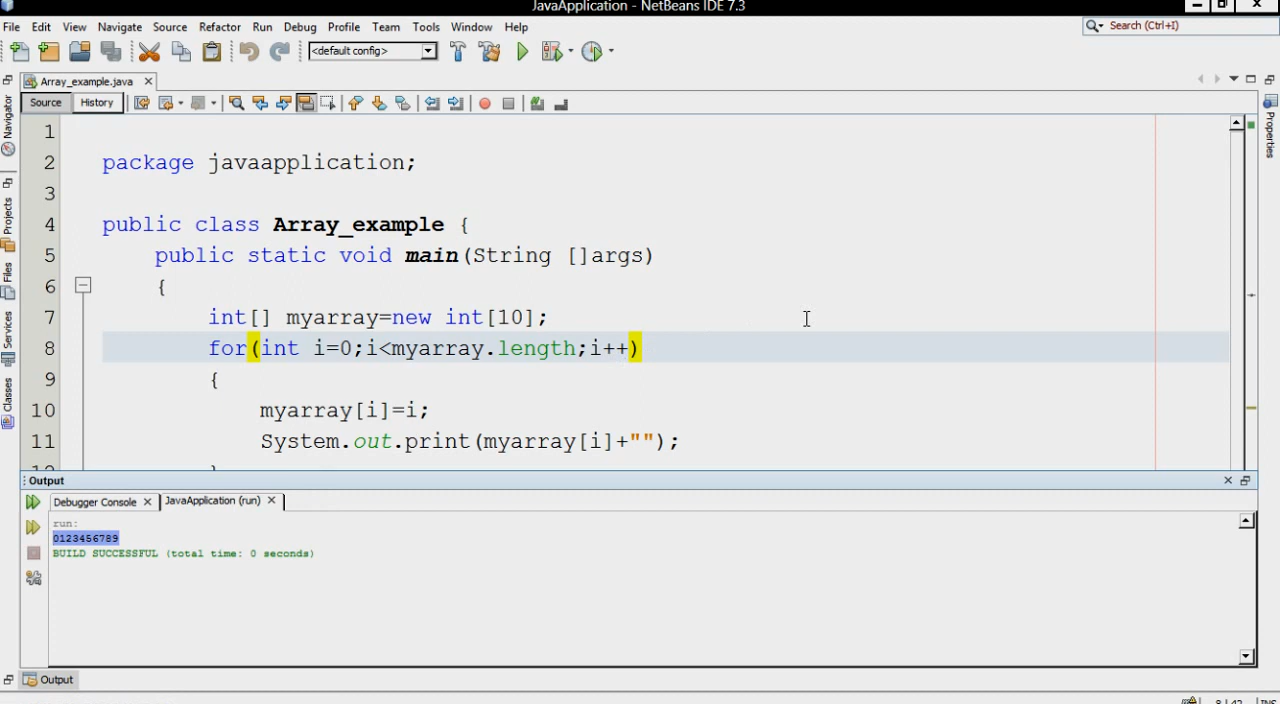 JavaApplication - NetBeans IDE 7.3
File Edit View Navigate Source Refactor Run Debug Profile Team Tools Window Help
Search (Ctrl+I)
<default config>
Array_example.java
Source History
Navigator
Projects
Files
Services
Classes
Properties
1
2 package javaapplication;
3
4 public class Array_example {
5 public static void main(String []args)
6 {
7 int[] myarray=new int[10];
8 for(int i=0;i<myarray.length;i++)
9 {
10 myarray[i]=i;
11 System.out.print(myarray[i]+"");
}
Output
Debugger Console JavaApplication (run)
run:
0123456789
BUILD SUCCESSFUL (total time: 0 seconds)
Output